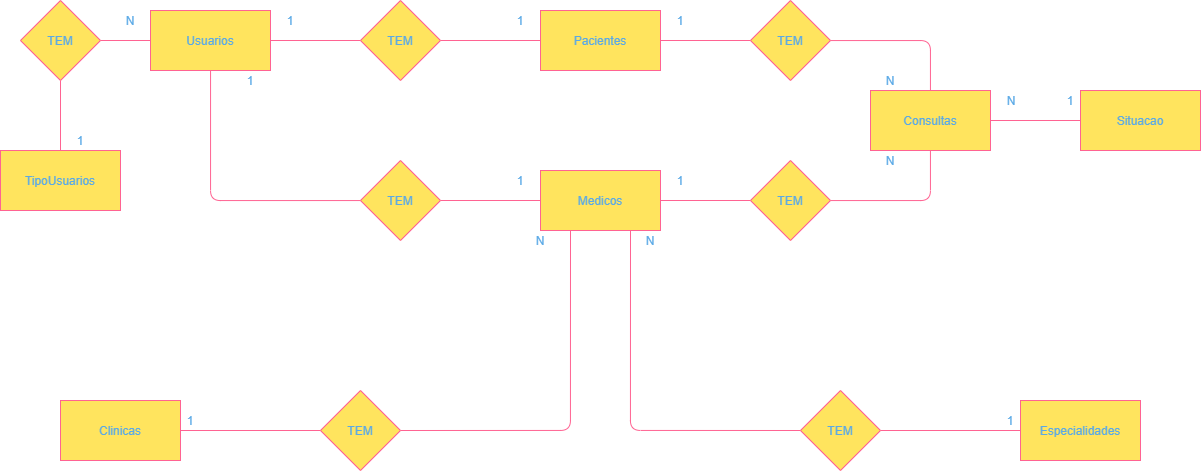 N
1
1
1
TEM
Usuarios
TEM
Pacientes
TEM
1
N
N
1
Consultas
Situacao
1
N
TipoUsuarios
1
1
TEM
Medicos
TEM
N
N
1
1
Clinicas
TEM
TEM
Especialidades